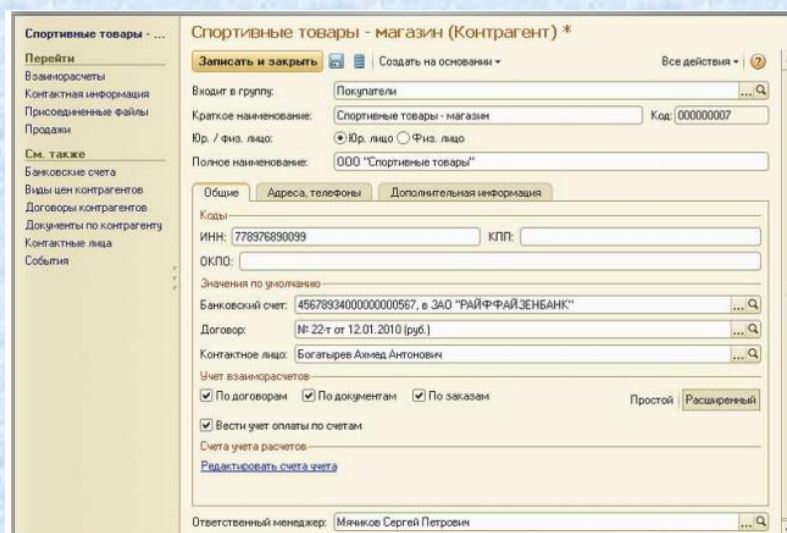 Спортивные товары - ...
Перейти
Взаиморасчеты
Контактная информация
Присоединенные файлы
Продажи
См. также
Банковские счета
Виды цен контрагентов
Договоры контрагентов
Документы по контрагенту
Контактные лица
События
Спортивные товары - магазин (Контрагент) *
Записать и закрыть Создать на основании Все действия ?
Входит в группу: Покупатели ...
Краткое наименование: Спортивные товары - магазин Код: 000000007
Юр. / физ. лицо: Юр. лицо Физ. лицо
Полное наименование: ООО "Спортивные товары"
Общие Адреса, телефоны Дополнительная информация
Коды
ИНН: 778976890099 КПП:
ОКПО:
Значения по умолчанию
Банковский счет: 45678934000000000567, в ЗАО "РАЙФФАЙЗЕНБАНК" ...
Договор: № 22-т от 12.01.2010 (руб.) ...
Контактное лицо: Богатырев Ахмед Антонович ...
Учет взаиморасчетов
По договорам По документам По заказам Простой Расширенный
Вести учет оплаты по счетам
Счета учета расчетов
Редактировать счета учета
Ответственный менеджер: Мячиков Сергей Петрович ...